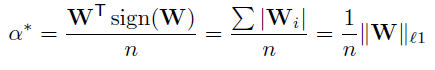 α* = W^T sign(W) / n = ∑ |W_i| / n = 1/n ‖W‖_ℓ1